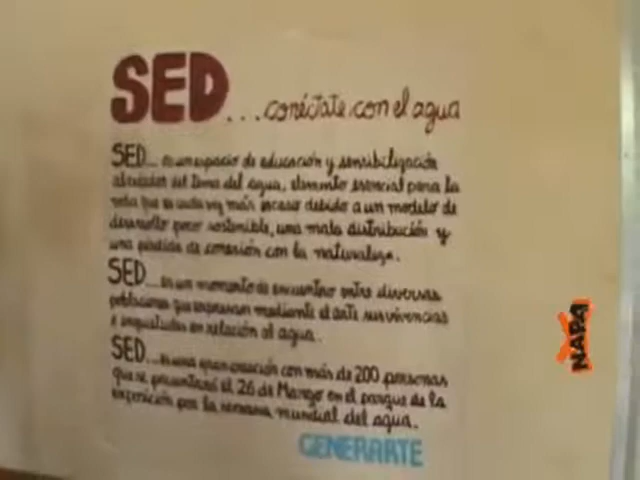 SED... conéctate con el agua
SED... es un espacio de educación y sensibilización
alrededor del tema del agua, elemento esencial para la
vida que es cada vez más escaso debido a un modelo de
desarrollo poco sostenible, una mala distribución y
una pérdida de conexión con la naturaleza.
SED... es un momento de encuentro entre diversas
poblaciones que expresan mediante el arte sus vivencias
e inquietudes en relación al agua.
SED... es una gran creación con más de 200 personas
que se presentará el 26 de Marzo en el parque de la
exposición por la semana mundial del agua.
GENERARTE
NAPA